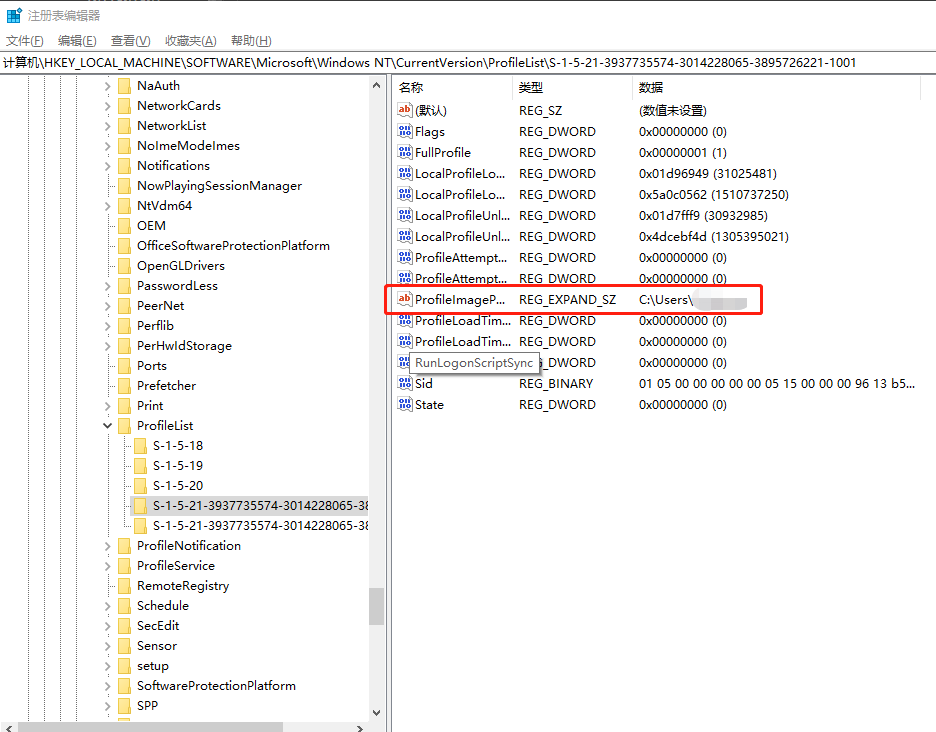 注册表编辑器
文件(F) 编辑(E) 查看(V) 收藏夹(A) 帮助(H)
计算机\HKEY_LOCAL_MACHINE\SOFTWARE\Microsoft\Windows NT\CurrentVersion\ProfileList\S-1-5-21-3937735574-3014228065-3895726221-1001
NaAuth
NetworkCards
NetworkList
NoImeModeImes
Notifications
NowPlayingSessionManager
NtVdm64
OEM
OfficeSoftwareProtectionPlatform
OpenGLDrivers
PasswordLess
PeerNet
Perflib
PerHwIdStorage
Ports
Prefetcher
Print
ProfileList
S-1-5-18
S-1-5-19
S-1-5-20
S-1-5-21-3937735574-3014228065-38
S-1-5-21-3937735574-3014228065-38
ProfileNotification
ProfileService
RemoteRegistry
Schedule
SecEdit
Sensor
setup
SoftwareProtectionPlatform
SPP
名称 类型 数据
(默认) REG_SZ (数值未设置)
Flags REG_DWORD 0x00000000 (0)
FullProfile REG_DWORD 0x00000001 (1)
LocalProfileLo... REG_DWORD 0x01d96949 (31025481)
LocalProfileLo... REG_DWORD 0x5a0c0562 (1510737250)
LocalProfileUnl... REG_DWORD 0x01d7fff9 (30932985)
LocalProfileUnl... REG_DWORD 0x4dcebf4d (1305395021)
ProfileAttempt... REG_DWORD 0x00000000 (0)
ProfileAttempt... REG_DWORD 0x00000000 (0)
ProfileImageP... REG_EXPAND_SZ C:\Users\
ProfileLoadTim... REG_DWORD 0x00000000 (0)
ProfileLoadTim... REG_DWORD 0x00000000 (0)
RunLogonScriptSync _DWORD 0x00000000 (0)
Sid REG_BINARY 01 05 00 00 00 00 00 05 15 00 00 00 96 13 b5...
State REG_DWORD 0x00000000 (0)